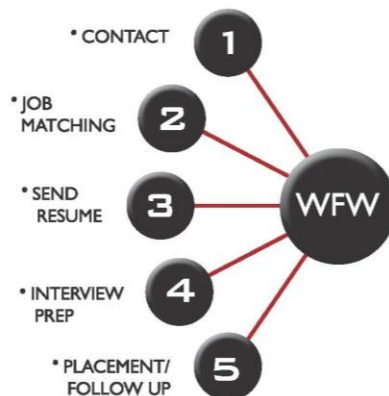 • CONTACT
1
• JOB
MATCHING
2
• SEND
RESUME
3
WFW
• INTERVIEW
PREP
4
• PLACEMENT/
FOLLOW UP
5